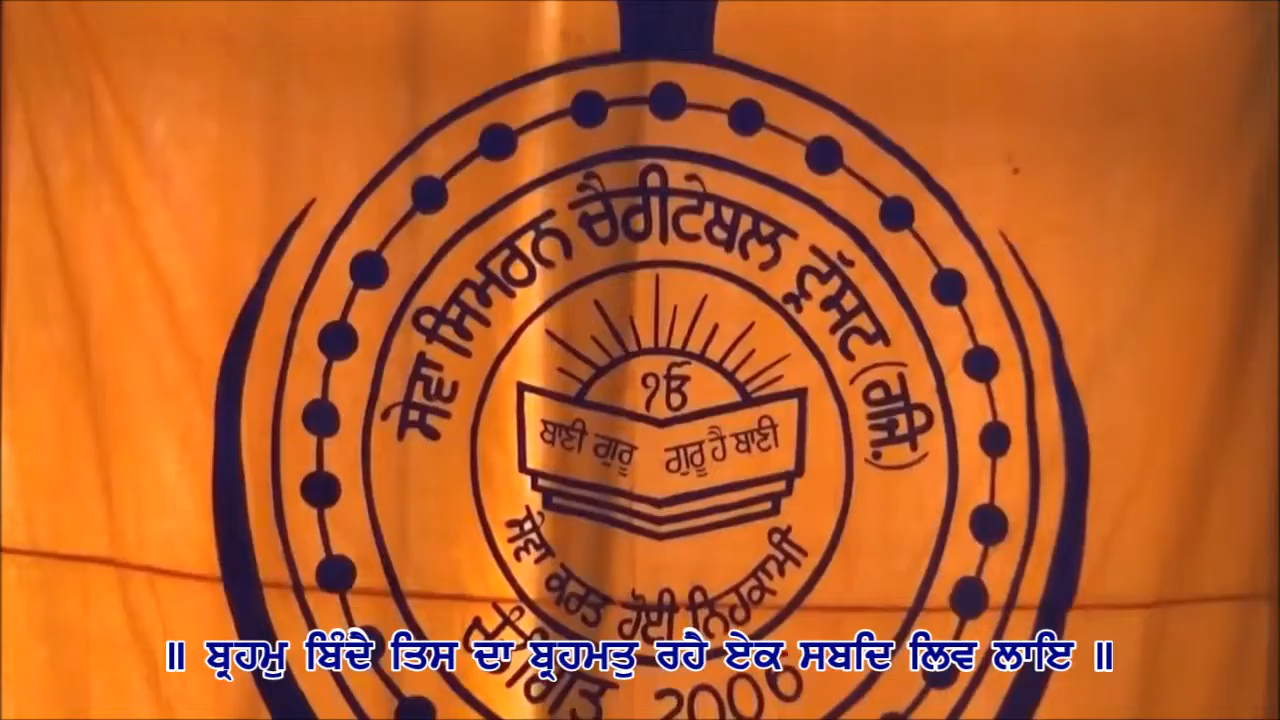 ਸੇਵਾ ਸਿਮਰਨ ਚੈਰੀਟੇਬਲ ਟ੍ਰੱਸਟ (ਰਜਿ.)
ੴ
ਬਾਣੀ ਗੁਰੂ ਗੁਰੂ ਹੈ ਬਾਣੀ
ਸੇਵਾ ਕਰਤ ਹੋਈ ਨਿਹਕਾਮੀ
2006
॥ ਬ੍ਰਹਮੁ ਬਿੰਦੈ ਤਿਸ ਦਾ ਬ੍ਰਹਮਤੁ ਰਹੈ ਏਕ ਸਬਦਿ ਲਿਵ ਲਾਇ ॥